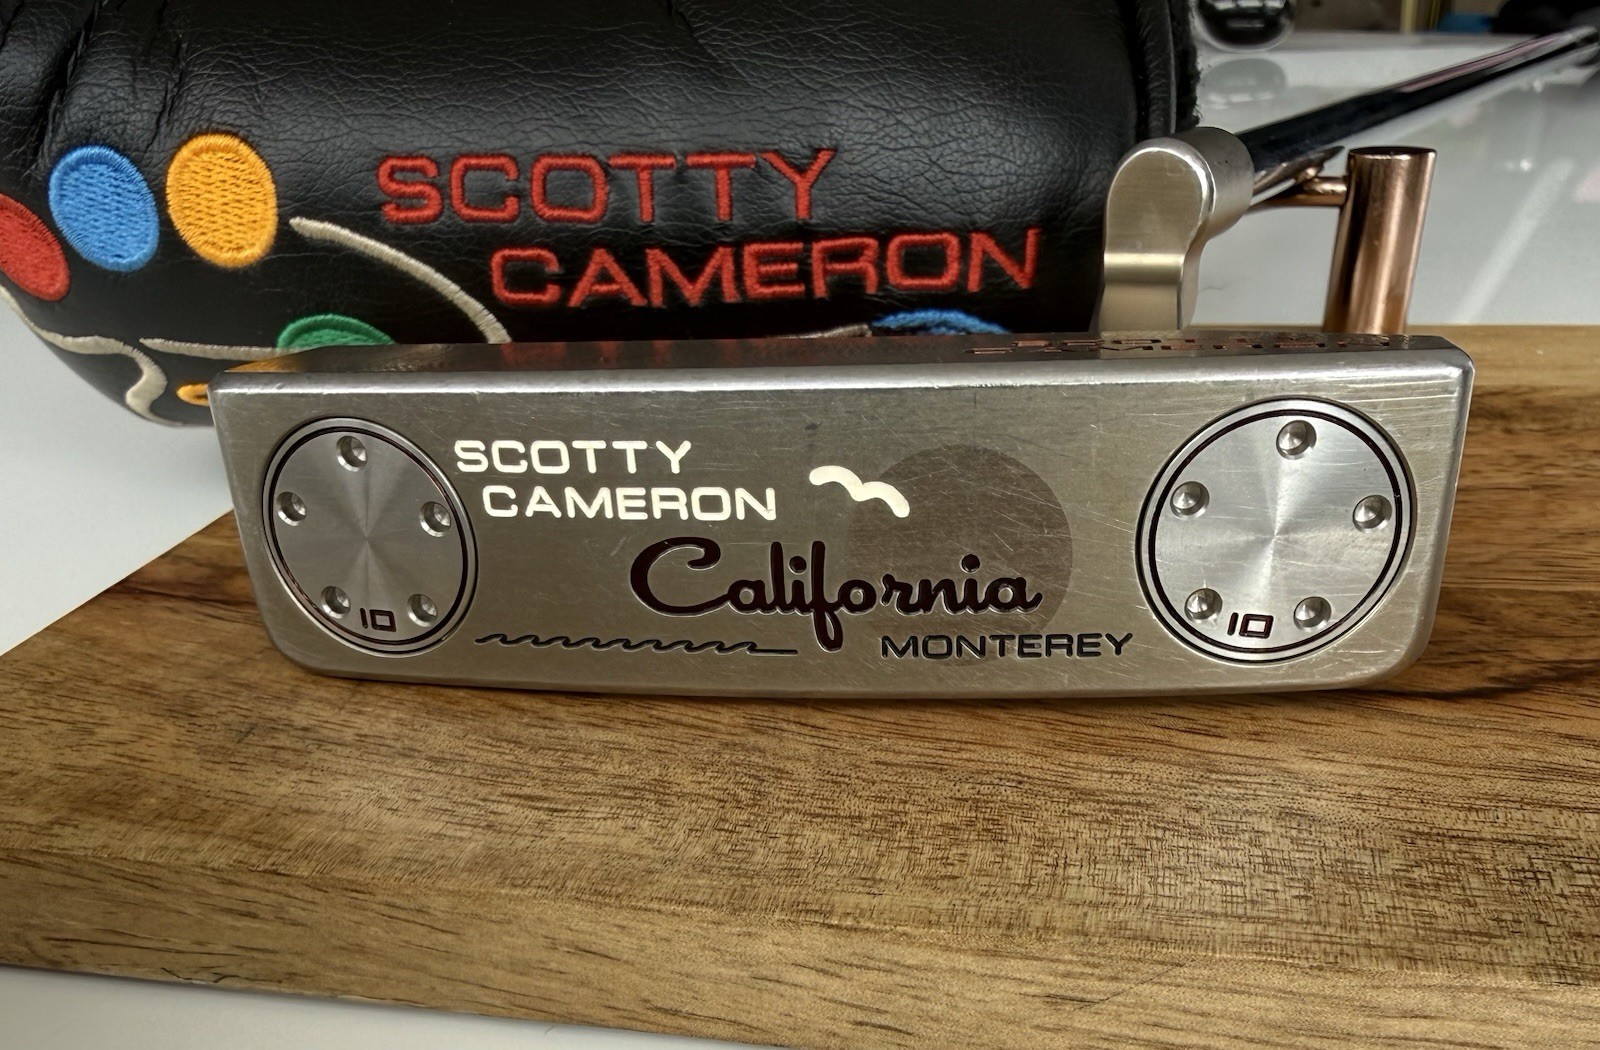 SCOTTY
CAMERON
SCOTTY
CAMERON
California
MONTEREY
10
10